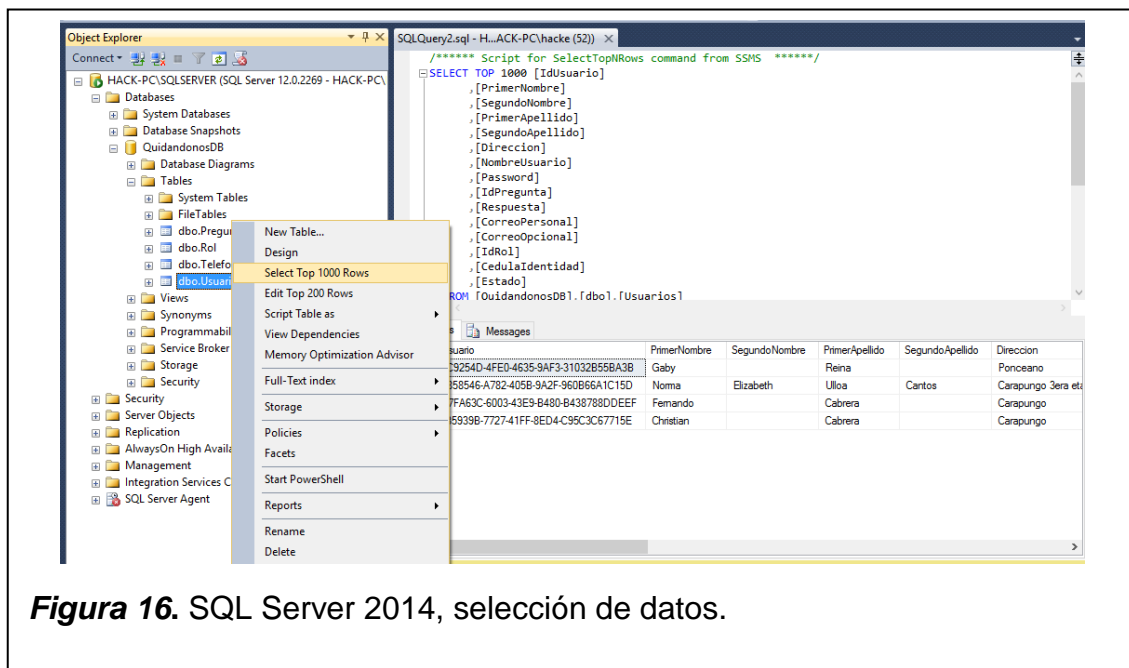 Object Explorer
Connect
HACK-PC\SQLSERVER (SQL Server 12.0.2269 - HACK-PC\
Databases
System Databases
Database Snapshots
QuidandonosDB
Database Diagrams
Tables
System Tables
FileTables
dbo.Pregu
dbo.Rol
dbo.Telefo
dbo.Usuari
Views
Synonyms
Programmabil
Service Broker
Storage
Security
Security
Server Objects
Replication
AlwaysOn High Availa
Management
Integration Services C
SQL Server Agent
New Table...
Design
Select Top 1000 Rows
Edit Top 200 Rows
Script Table as
View Dependencies
Memory Optimization Advisor
Full-Text index
Storage
Policies
Facets
Start PowerShell
Reports
Rename
Delete
SQLQuery2.sql - H...ACK-PC\hacke (52))
/****** Script for SelectTopNRows command from SSMS ******/
SELECT TOP 1000 [IdUsuario]
,[PrimerNombre]
,[SegundoNombre]
,[PrimerApellido]
,[SegundoApellido]
,[Direccion]
,[NombreUsuario]
,[Password]
,[IdPregunta]
,[Respuesta]
,[CorreoPersonal]
,[CorreoOpcional]
,[IdRol]
,[CedulaIdentidad]
,[Estado]
ROM [QuidandonosDB].[dbo].[Usuarios]
s Messages
suario PrimerNombre SegundoNombre PrimerApellido SegundoApellido Direccion
C9254D-4FE0-4635-9AF3-31032B55BA3B Gaby Reina Ponceano
858546-A782-405B-9A2F-960B66A1C15D Norma Elizabeth Ulloa Cantos Carapungo 3era eta
7FA63C-6003-43E9-B480-B438788DDEEF Fernando Cabrera Carapungo
35939B-7727-41FF-8ED4-C95C3C67715E Christian Cabrera Carapungo
Figura 16. SQL Server 2014, selección de datos.